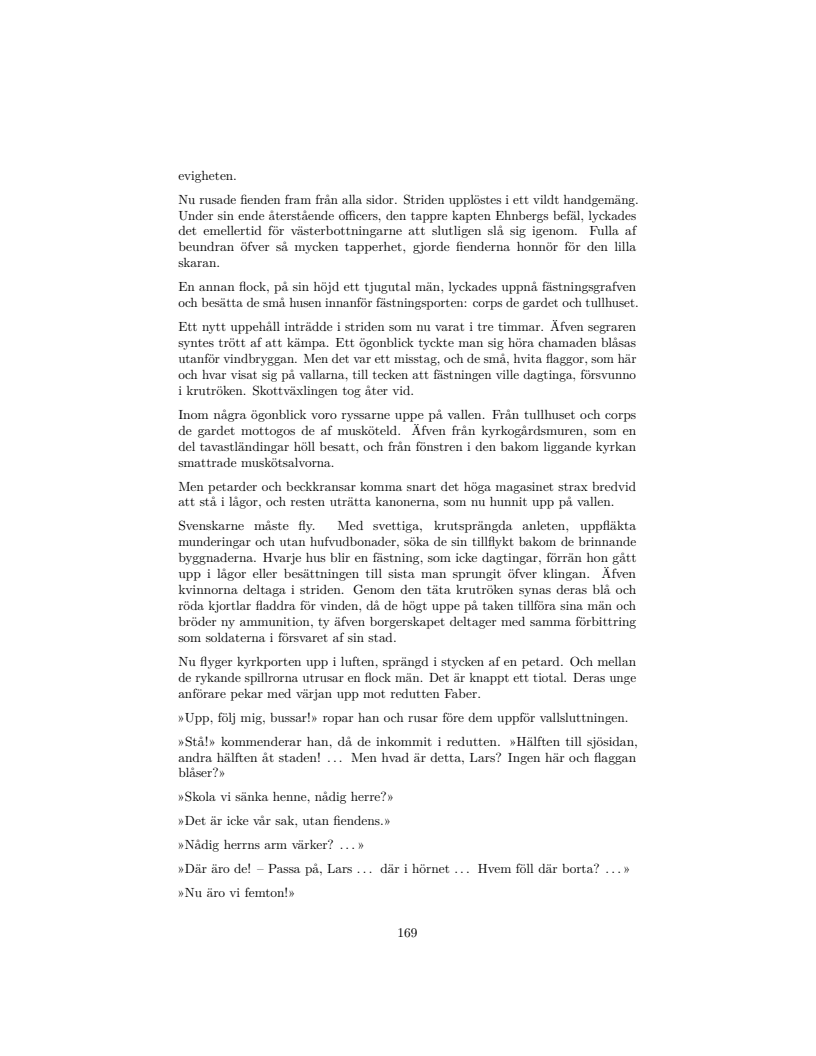 evigheten.
Nu rusade fienden fram från alla sidor. Striden upplöstes i ett vildt handgemäng.
Under sin ende återstående officers, den tappre kapten Ehnbergs befäl, lyckades
det emellertid för västerbottningarne att slutligen slå sig igenom. Fulla af
beundran öfver så mycken tapperhet, gjorde fienderna honnör för den lilla
skaran.
En annan flock, på sin höjd ett tjugutal män, lyckades uppnå fästningsgrafven
och besätta de små husen innanför fästningsporten: corps de gardet och tullhuset.
Ett nytt uppehåll inträdde i striden som nu varat i tre timmar. Äfven segraren
syntes trött af att kämpa. Ett ögonblick tyckte man sig höra chamaden blåsas
utanför vindbryggan. Men det var ett misstag, och de små, hvita flaggor, som här
och hvar visat sig på vallarna, till tecken att fästningen ville dagtinga, försvunno
i krutröken. Skottväxlingen tog åter vid.
Inom några ögonblick voro ryssarne uppe på vallen. Från tullhuset och corps
de gardet mottogos de af musköteld. Äfven från kyrkogårdsmuren, som en
del tavastländingar höll besatt, och från fönstren i den bakom liggande kyrkan
smattrade muskötsalvorna.
Men petarder och beckkransar komma snart det höga magasinet strax bredvid
att stå i lågor, och resten uträtta kanonerna, som nu hunnit upp på vallen.
Svenskarne måste fly. Med svettiga, krutsprängda anleten, uppfläkta
munderingar och utan hufvudbonader, söka de sin tillflykt bakom de brinnande
byggnaderna. Hvarje hus blir en fästning, som icke dagtingar, förrän hon gått
upp i lågor eller besättningen till sista man sprungit öfver klingan. Äfven
kvinnorna deltaga i striden. Genom den täta krutröken synas deras blå och
röda kjortlar fladdra för vinden, då de högt uppe på taken tillföra sina män och
bröder ny ammunition, ty äfven borgerskapet deltager med samma förbittring
som soldaterna i försvaret af sin stad.
Nu flyger kyrkporten upp i luften, sprängd i stycken af en petard. Och mellan
de rykande spillrorna utrusar en flock män. Det är knappt ett tiotal. Deras unge
anförare pekar med värjan upp mot redutten Faber.
»Upp, följ mig, bussar!» ropar han och rusar före dem uppför vallsluttningen.
»Stå!» kommenderar han, då de inkommit i redutten. »Hälften till sjösidan,
andra hälften åt staden! ... Men hvad är detta, Lars? Ingen här och flaggan
blåser?»
»Skola vi sänka henne, nådig herre?»
»Det är icke vår sak, utan fiendens.»
»Nådig herrns arm värker? ... »
»Där äro de! – Passa på, Lars ... där i hörnet ... Hvem föll där borta? ... »
»Nu äro vi femton!»
169